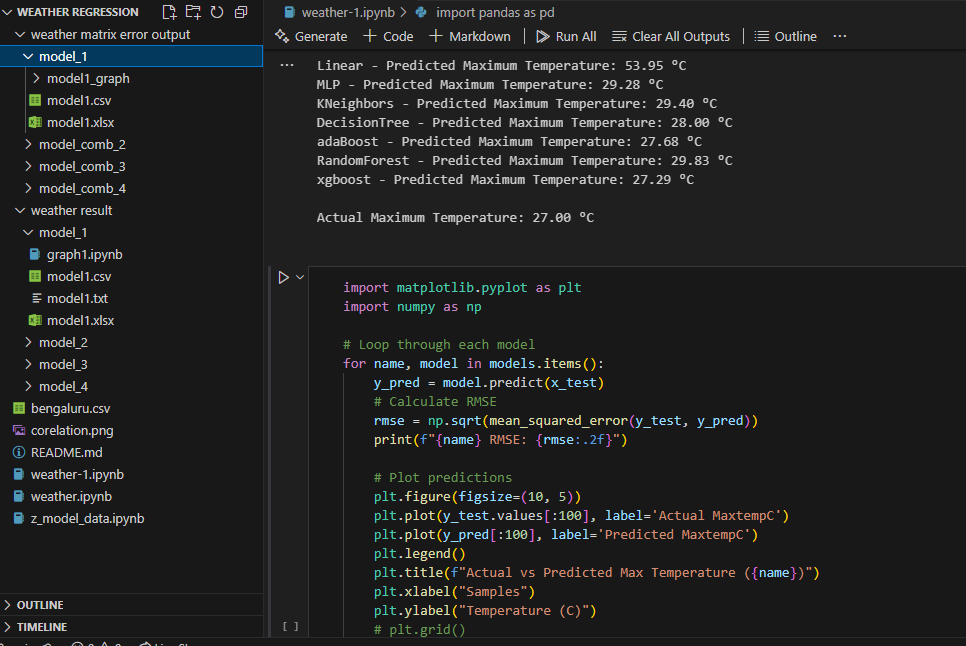 WEATHER REGRESSION
weather matrix error output
model_1
model1_graph
model1.csv
model1.xlsx
model_comb_2
model_comb_3
model_comb_4
weather result
model_1
graph1.ipynb
model1.csv
model1.txt
model1.xlsx
model_2
model_3
model_4
bengaluru.csv
corelation.png
README.md
weather-1.ipynb
weather.ipynb
z_model_data.ipynb
OUTLINE
TIMELINE
weather-1.ipynb > import pandas as pd
Generate + Code + Markdown | Run All Clear All Outputs | Outline ...
... Linear - Predicted Maximum Temperature: 53.95 ºC
MLP - Predicted Maximum Temperature: 29.28 ºC
KNeighbors - Predicted Maximum Temperature: 29.40 ºC
DecisionTree - Predicted Maximum Temperature: 28.00 ºC
adaBoost - Predicted Maximum Temperature: 27.68 ºC
RandomForest - Predicted Maximum Temperature: 29.83 ºC
xgboost - Predicted Maximum Temperature: 27.29 ºC
Actual Maximum Temperature: 27.00 ºC
import matplotlib.pyplot as plt
import numpy as np
# Loop through each model
for name, model in models.items():
y_pred = model.predict(x_test)
# Calculate RMSE
rmse = np.sqrt(mean_squared_error(y_test, y_pred))
print(f"{name} RMSE: {rmse:.2f}")
# Plot predictions
plt.figure(figsize=(10, 5))
plt.plot(y_test.values[:100], label='Actual MaxtempC')
plt.plot(y_pred[:100], label='Predicted MaxtempC')
plt.legend()
plt.title(f"Actual vs Predicted Max Temperature ({name})")
plt.xlabel("Samples")
plt.ylabel("Temperature (C)")
[ ] # plt.grid()